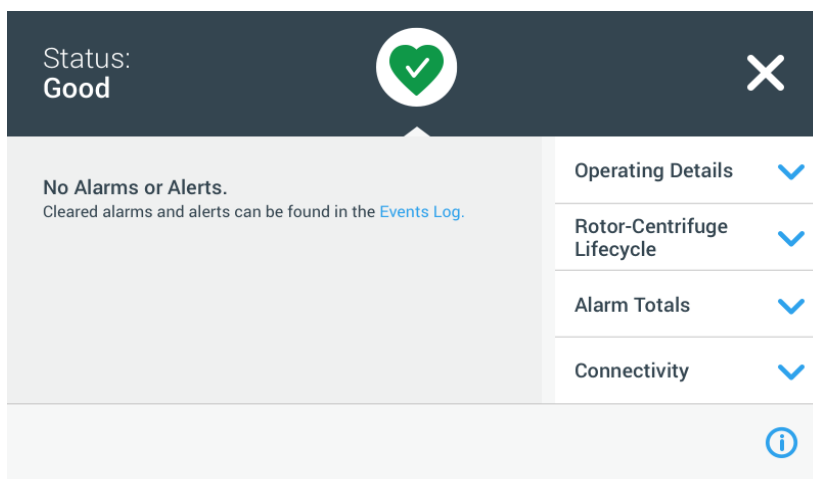 Status:
Good
No Alarms or Alerts.
Cleared alarms and alerts can be found in the Events Log.
Operating Details
Rotor-Centrifuge
Lifecycle
Alarm Totals
Connectivity